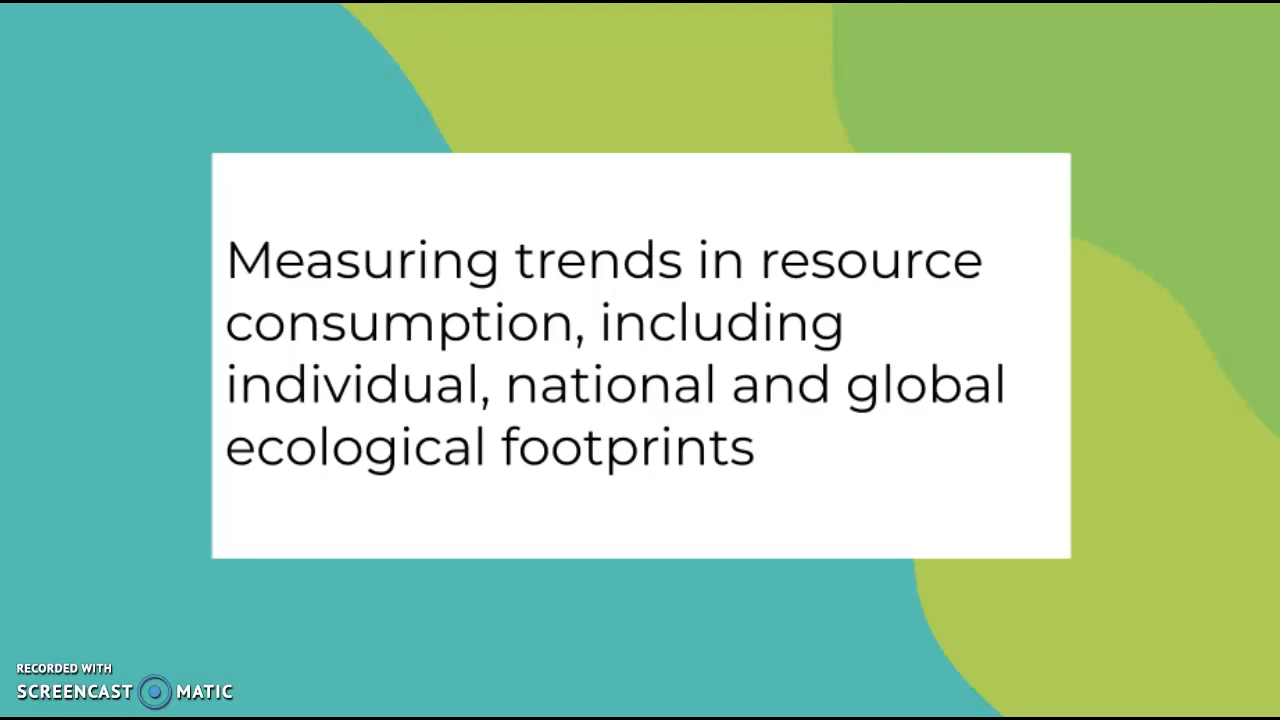 Measuring trends in resource
consumption, including
individual, national and global
ecological footprints
RECORDED WITH
SCREENCAST MATIC